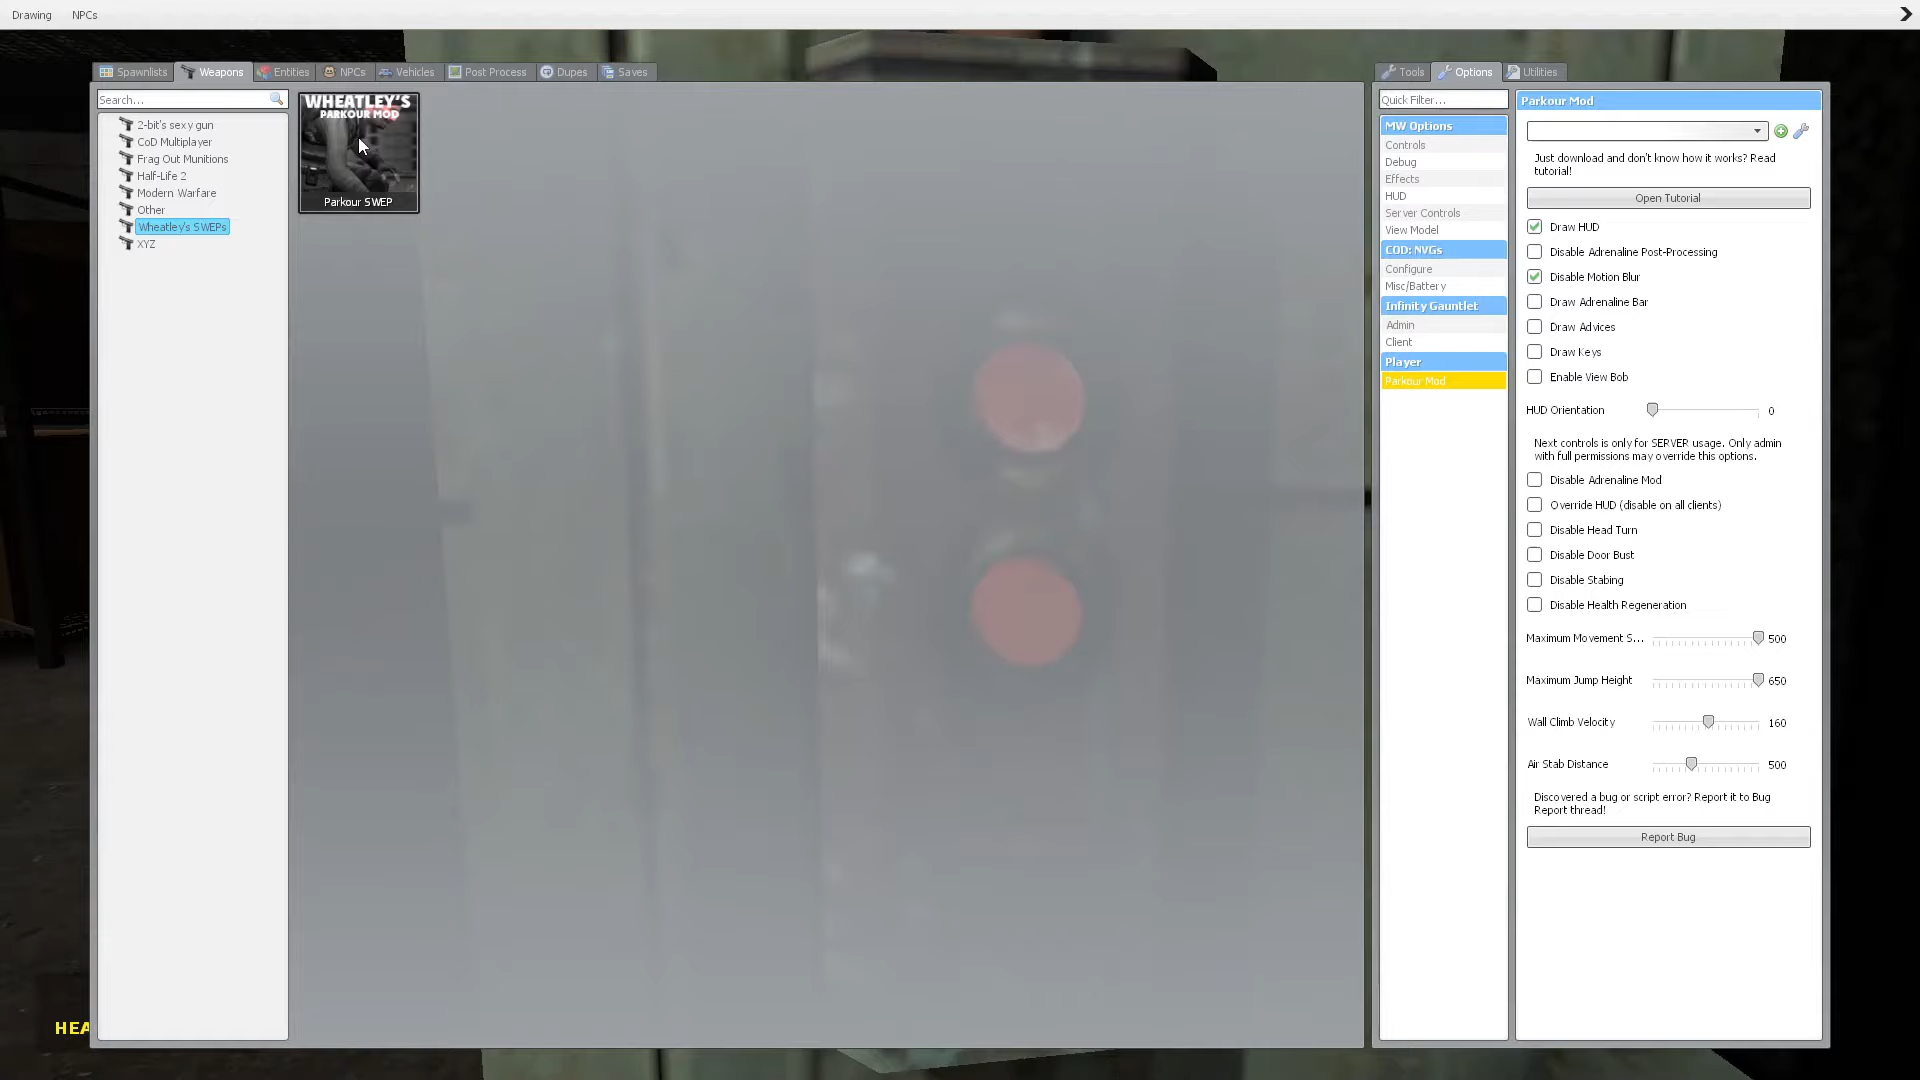 Drawing NPCs
Spawnlists Weapons Entities NPCs Vehicles Post Process Dupes Saves
Search...
2-bit's sexy gun
CoD Multiplayer
Frag Out Munitions
Half-Life 2
Modern Warfare
Other
Wheatley's SWEPs
XYZ
WHEATLEY'S
PARKOUR MOD
Parkour SWEP
HEA
Tools Options Utilities
Quick Filter...
MW Options
Controls
Debug
Effects
HUD
Server Controls
View Model
COD: NVGs
Configure
Misc/Battery
Infinity Gauntlet
Admin
Client
Player
Parkour Mod
Parkour Mod
Just download and don't know how it works? Read
tutorial!
Open Tutorial
Draw HUD
Disable Adrenaline Post-Processing
Disable Motion Blur
Draw Adrenaline Bar
Draw Advices
Draw Keys
Enable View Bob
HUD Orientation 0
Next controls is only for SERVER usage. Only admin
with full permissions may override this options.
Disable Adrenaline Mod
Override HUD (disable on all clients)
Disable Head Turn
Disable Door Bust
Disable Stabing
Disable Health Regeneration
Maximum Movement S... 500
Maximum Jump Height 650
Wall Climb Velocity 160
Air Stab Distance 500
Discovered a bug or script error? Report it to Bug
Report thread!
Report Bug